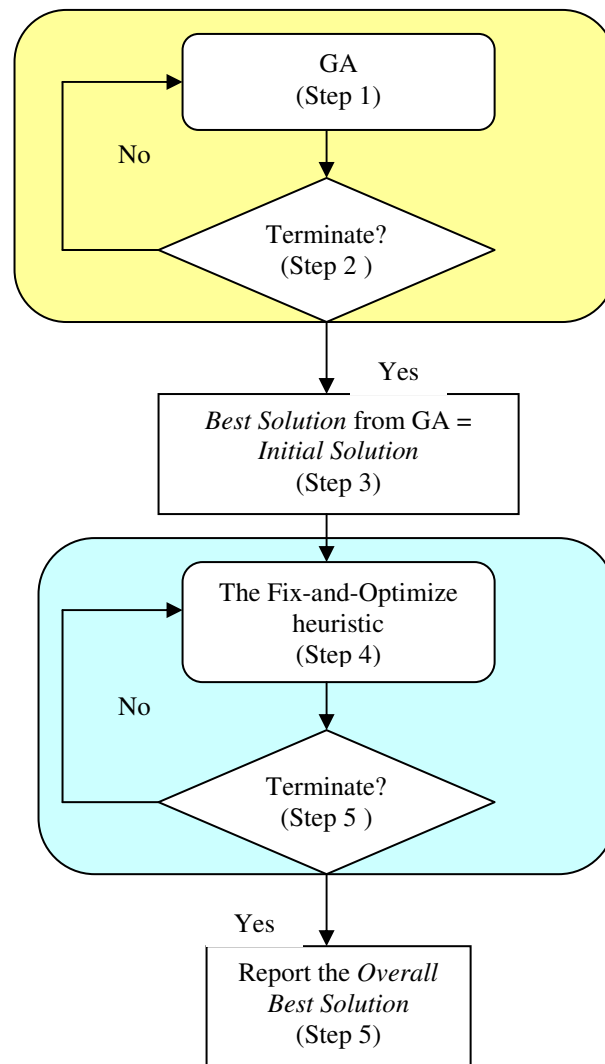 GA
(Step 1)
No
Terminate?
(Step 2 )
Yes
Best Solution from GA =
Initial Solution
(Step 3)
The Fix-and-Optimize
heuristic
(Step 4)
No
Terminate?
(Step 5 )
Yes
Report the Overall
Best Solution
(Step 5)